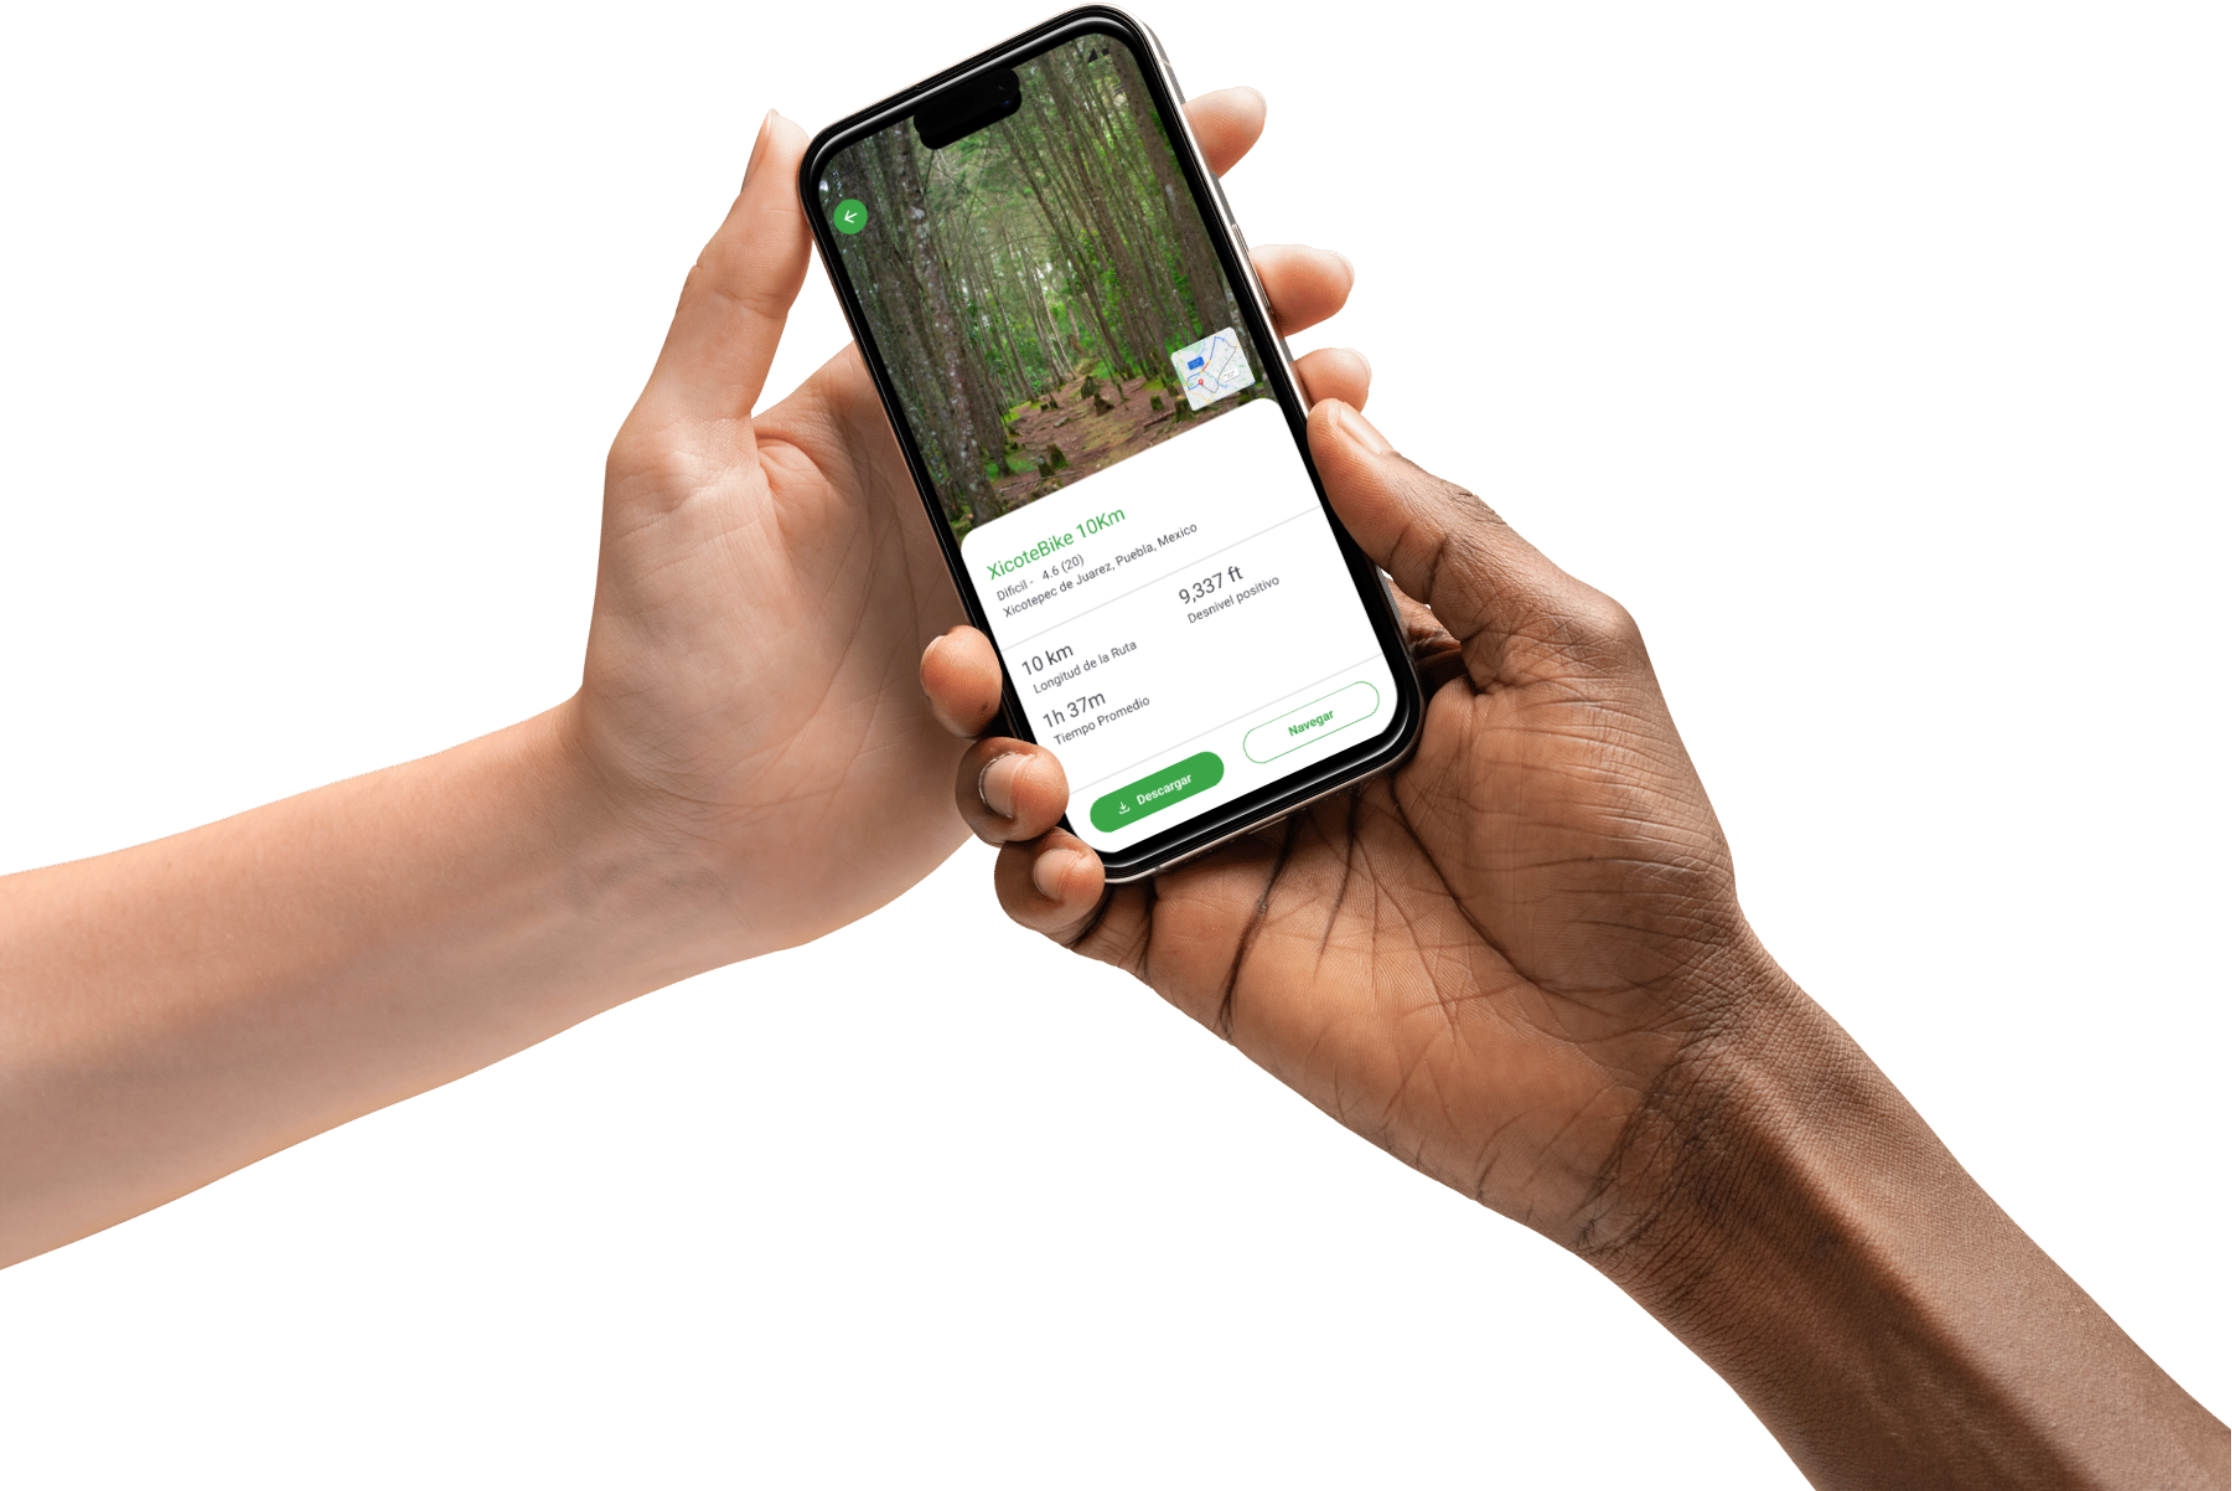 XicoteBike 10Km
Dificil - 4.6 (20)
Xicotepec de Juarez, Puebla, Mexico
10 km
Longitud de la Ruta
9,337 ft
Desnivel positivo
1h 37m
Tiempo Promedio
Descargar
Navegar